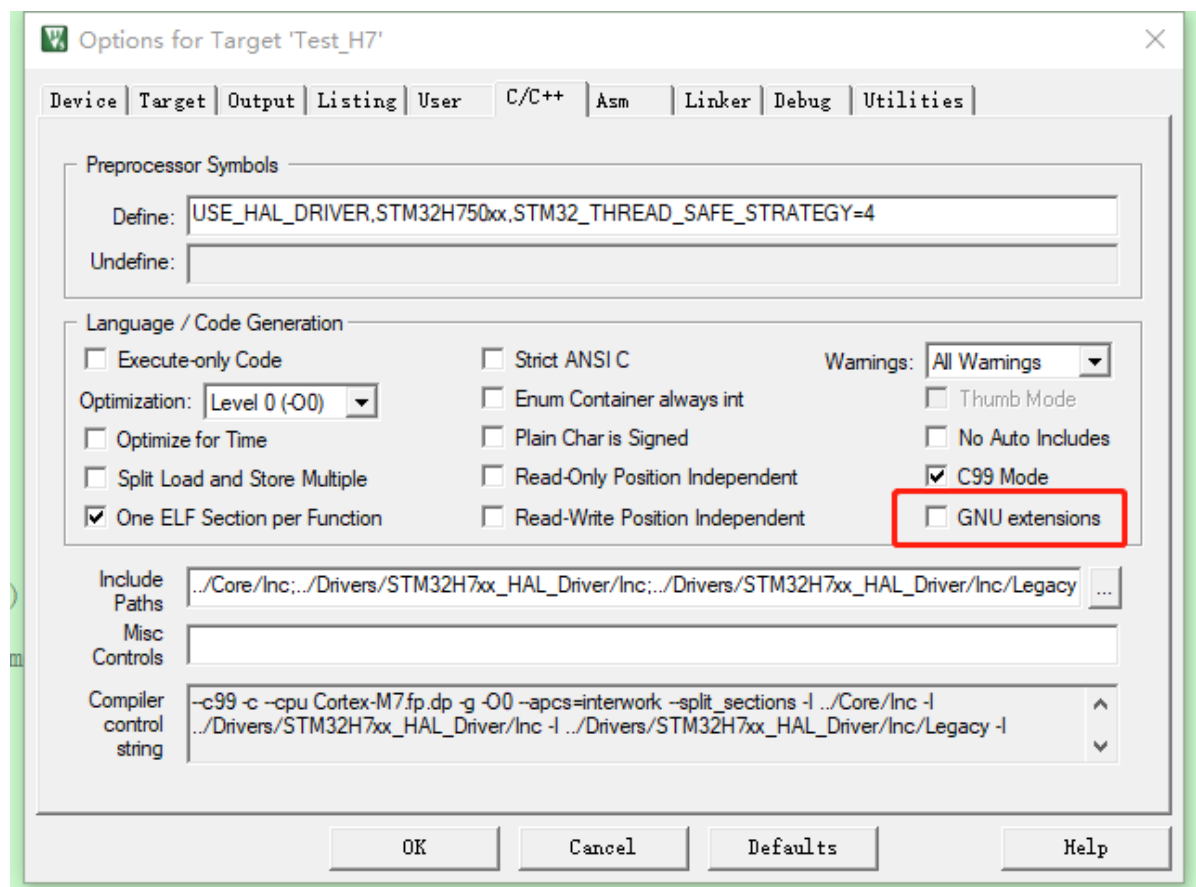 Options for Target 'Test_H7'
Device Target Output Listing User C/C++ Asm Linker Debug Utilities
Preprocessor Symbols
Define: USE_HAL_DRIVER,STM32H750xx,STM32_THREAD_SAFE_STRATEGY=4
Undefine:
Language / Code Generation
Execute-only Code Strict ANSI C Warnings: All Warnings
Optimization: Level 0 (-O0) Enum Container always int Thumb Mode
Optimize for Time Plain Char is Signed No Auto Includes
Split Load and Store Multiple Read-Only Position Independent C99 Mode
One ELF Section per Function Read-Write Position Independent GNU extensions
Include Paths ../Core/Inc;../Drivers/STM32H7xx_HAL_Driver/Inc;../Drivers/STM32H7xx_HAL_Driver/Inc/Legacy ...
Misc Controls
Compiler control string --c99 -c --cpu Cortex-M7.fp.dp -g -O0 --apcs=interwork --split_sections -I ../Core/Inc -I
../Drivers/STM32H7xx_HAL_Driver/Inc -I ../Drivers/STM32H7xx_HAL_Driver/Inc/Legacy -I
OK Cancel Defaults Help